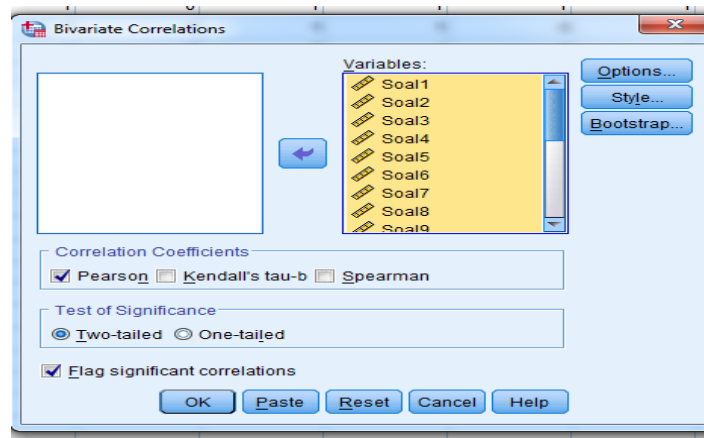 Bivariate Correlations
Variables:
Soal1
Soal2
Soal3
Soal4
Soal5
Soal6
Soal7
Soal8
Soal9
Options...
Style...
Bootstrap...
Correlation Coefficients
Pearson Kendall's tau-b Spearman
Test of Significance
Two-tailed One-tailed
Flag significant correlations
OK Paste Reset Cancel Help